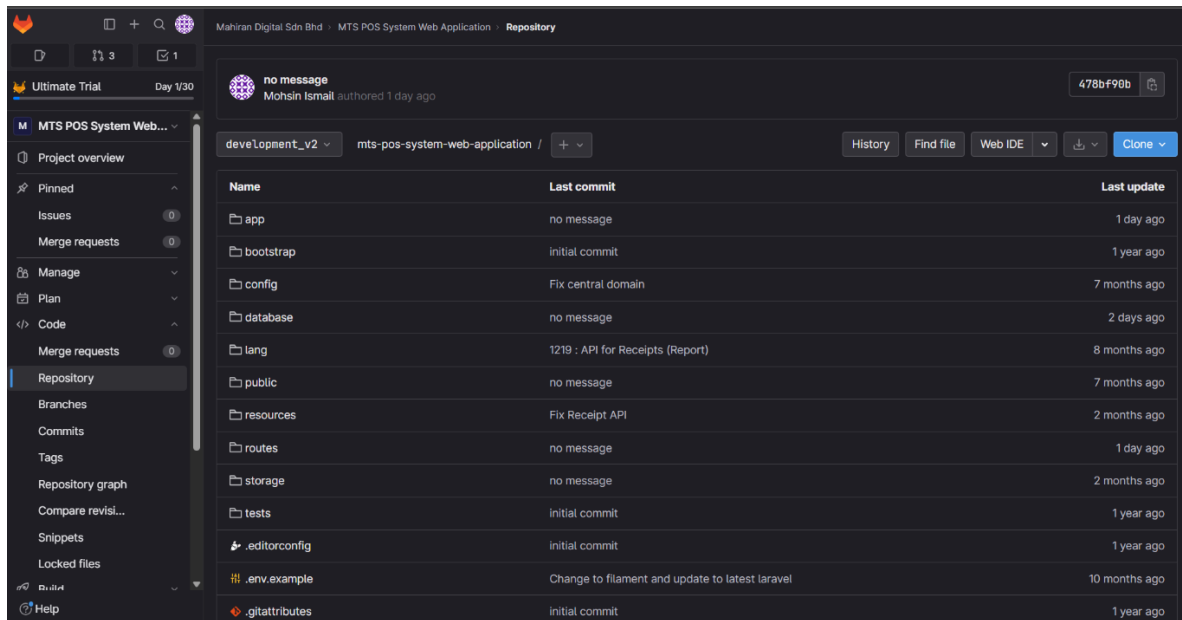 3
1
Ultimate Trial Day 1/30
M MTS POS System Web...
Project overview
Pinned
Issues 0
Merge requests 0
Manage
Plan
Code
Merge requests 0
Repository
Branches
Commits
Tags
Repository graph
Compare revisi...
Snippets
Locked files
Build
Help
Mahiran Digital Sdn Bhd › MTS POS System Web Application › Repository
no message
Mohsin Ismail authored 1 day ago
478bf90b
development_v2 mts-pos-system-web-application / + History Find file Web IDE Clone
Name Last commit Last update
app no message 1 day ago
bootstrap initial commit 1 year ago
config Fix central domain 7 months ago
database no message 2 days ago
lang 1219 : API for Receipts (Report) 8 months ago
public no message 7 months ago
resources Fix Receipt API 2 months ago
routes no message 1 day ago
storage no message 2 months ago
tests initial commit 1 year ago
.editorconfig initial commit 1 year ago
.env.example Change to filament and update to latest laravel 10 months ago
.gitattributes initial commit 1 year ago